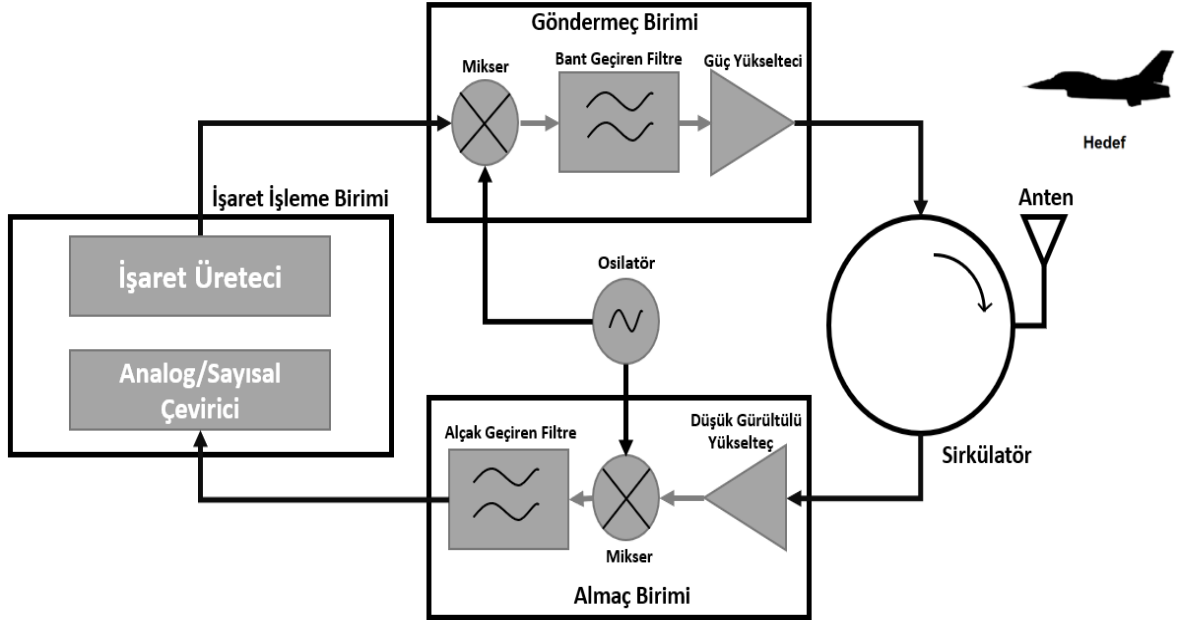 Göndermeç Birimi
Mikser
Bant Geçiren Filtre
Güç Yükselteci
Hedef
İşaret İşleme Birimi
Anten
İşaret Üreteci
Osilatör
Analog/Sayısal
Çevirici
Alçak Geçiren Filtre
Düşük Gürültülü
Yükselteç
Sirkülatör
Mikser
Almaç Birimi